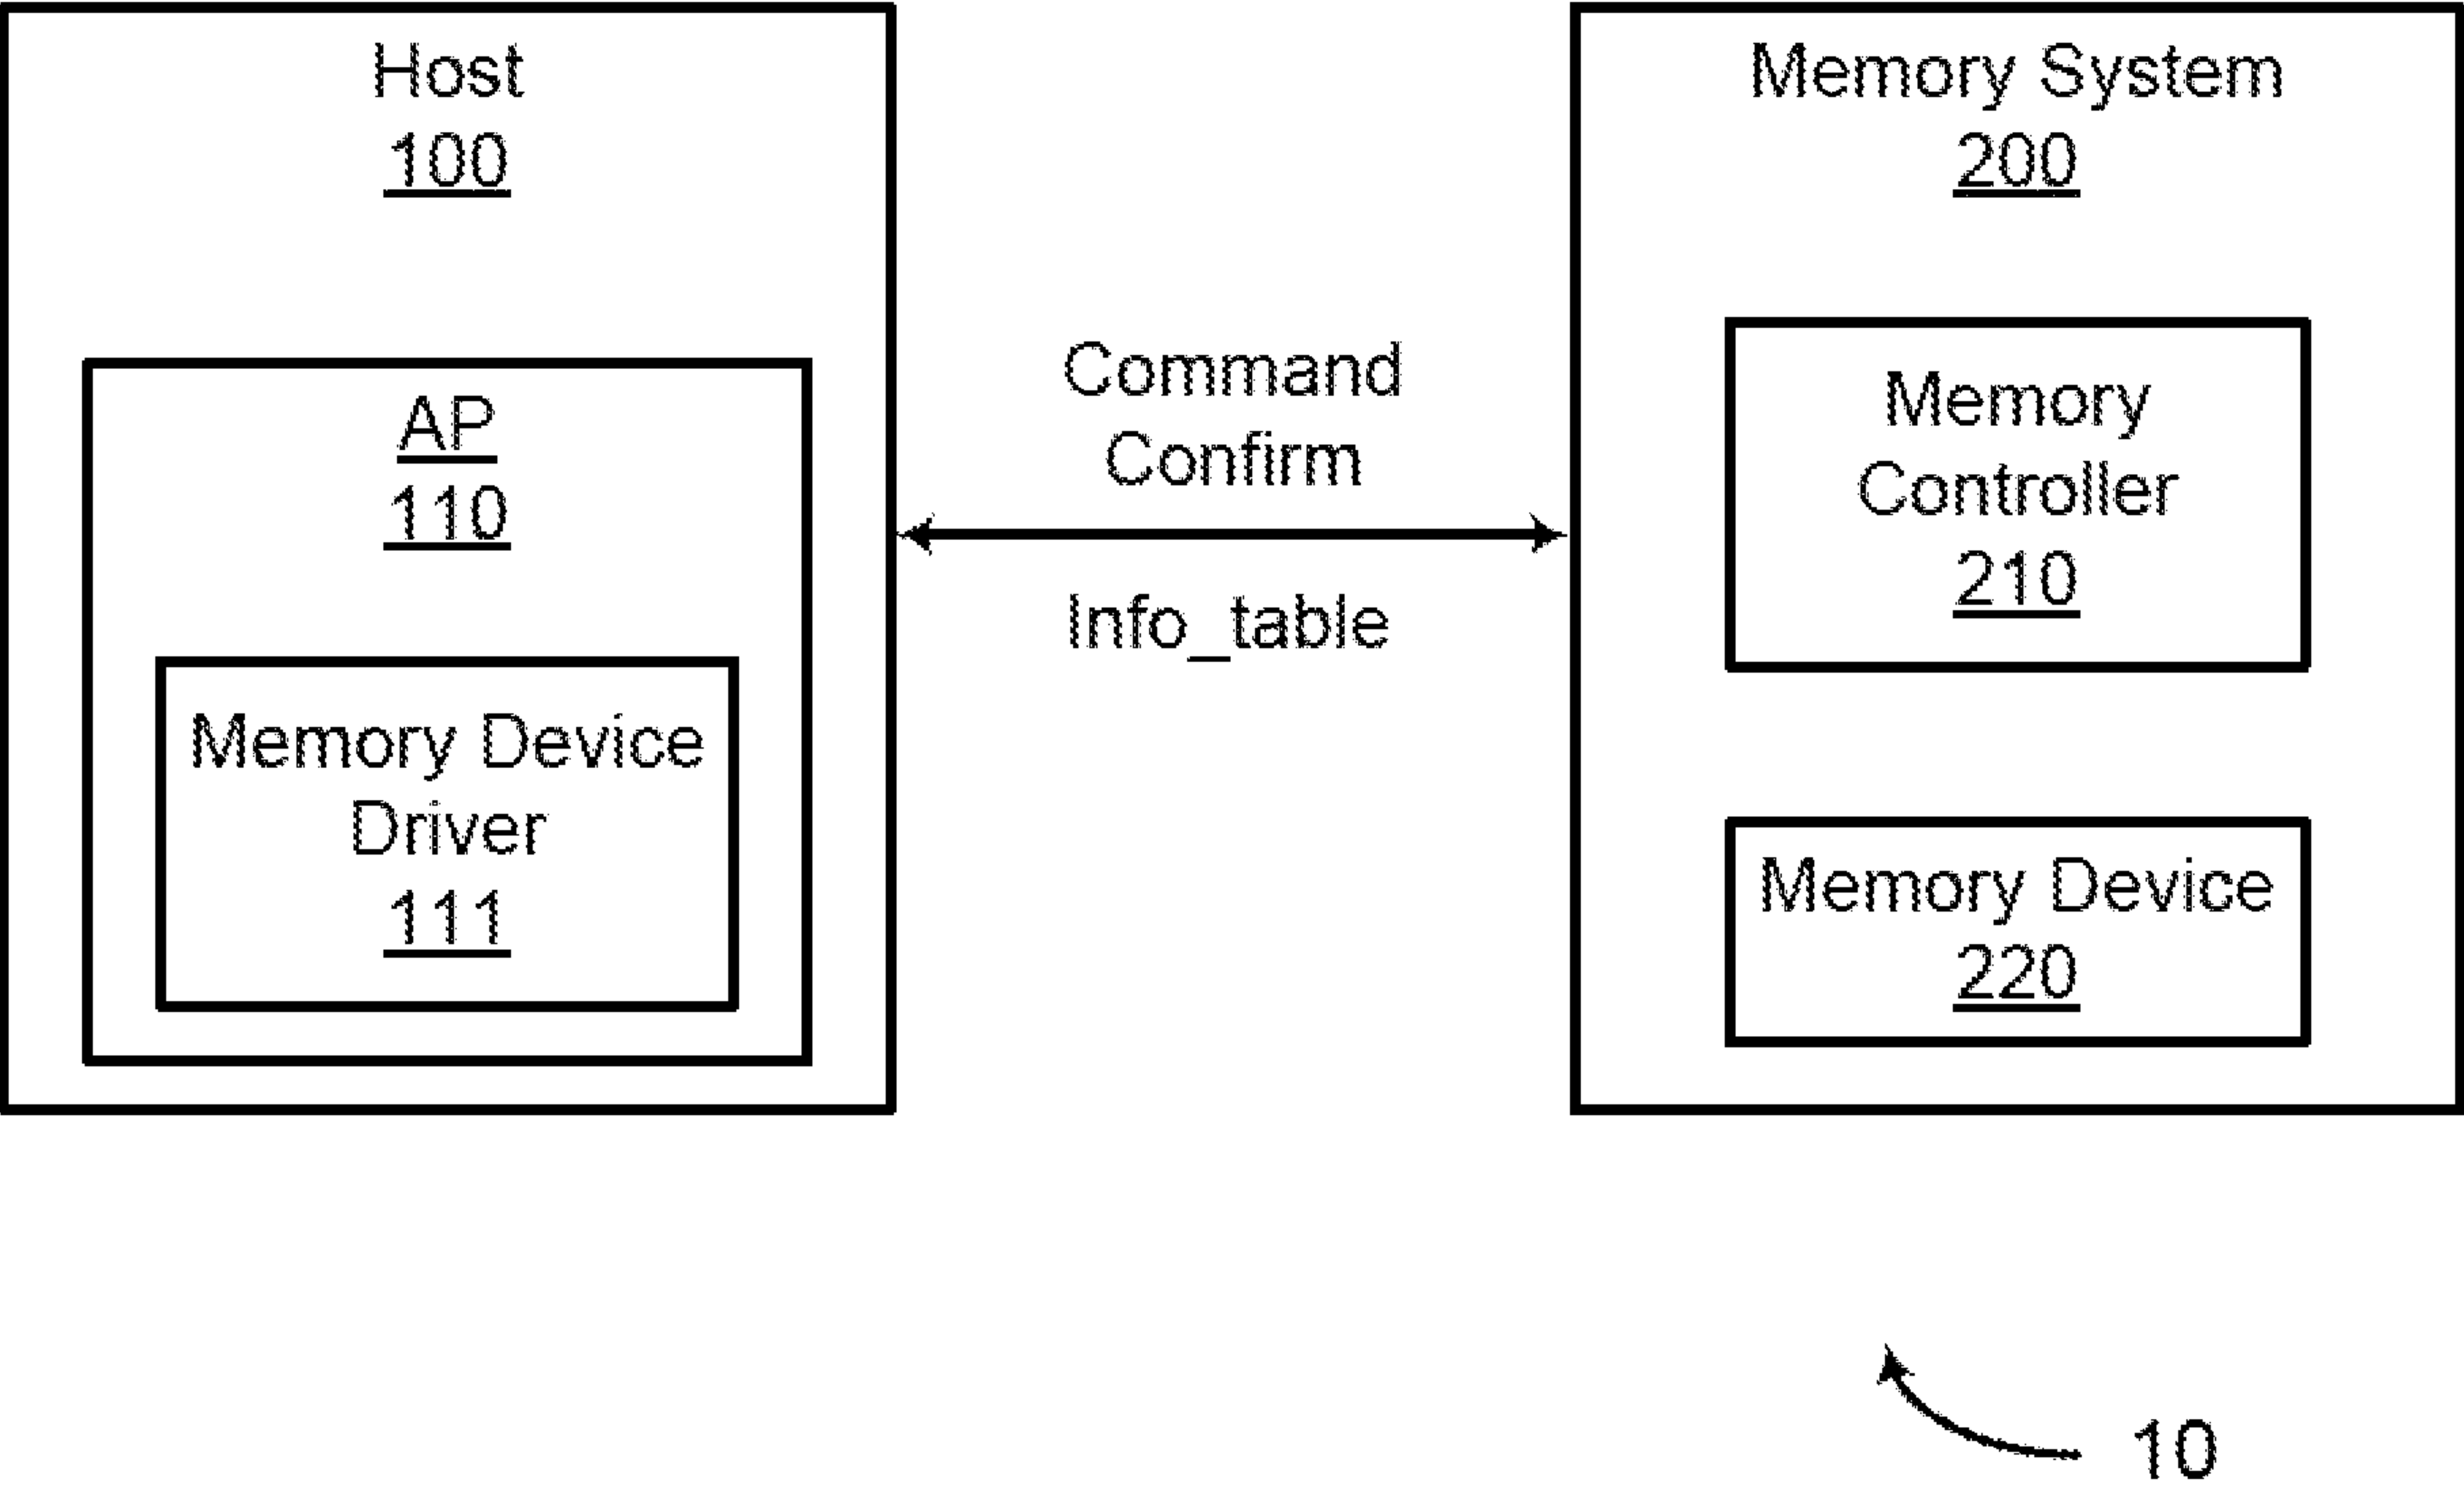 Host
100
AP
110
Memory Device
Driver
111
Command
Confirm
Info_table
Memory System
200
Memory
Controller
210
Memory Device
220
10